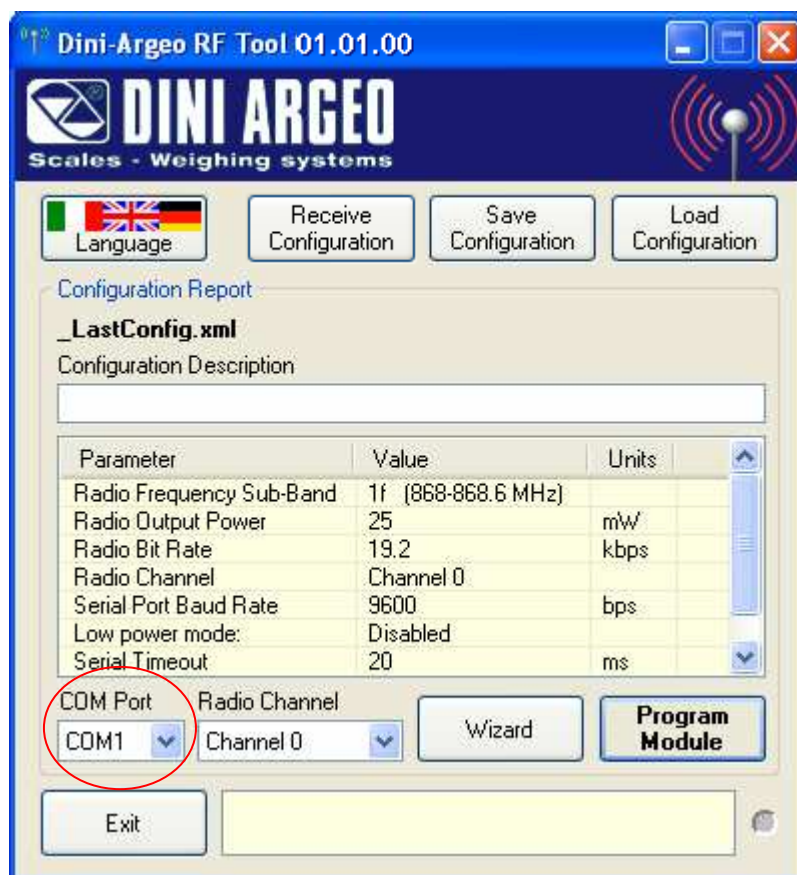 Dini-Argeo RF Tool 01.01.00
DINI ARGEO
Scales - Weighing systems
Language
Receive Configuration
Save Configuration
Load Configuration
Configuration Report
_LastConfig.xml
Configuration Description
Parameter Value Units
Radio Frequency Sub-Band 1f (868-868.6 MHz)
Radio Output Power 25 mW
Radio Bit Rate 19.2 kbps
Radio Channel Channel 0
Serial Port Baud Rate 9600 bps
Low power mode: Disabled
Serial Timeout 20 ms
COM Port Radio Channel
COM1 Channel 0
Wizard
Program Module
Exit